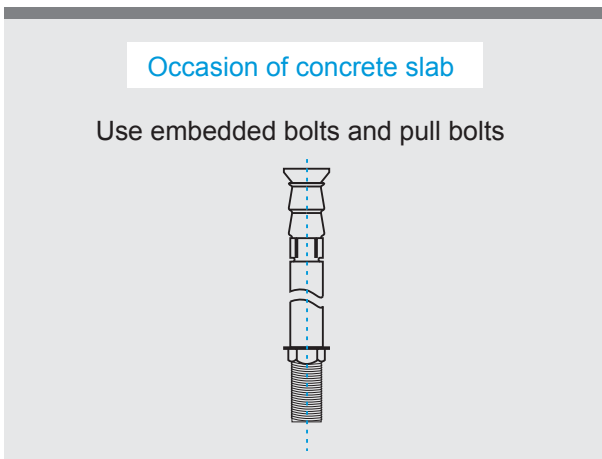 Occasion of concrete slab
Use embedded bolts and pull bolts